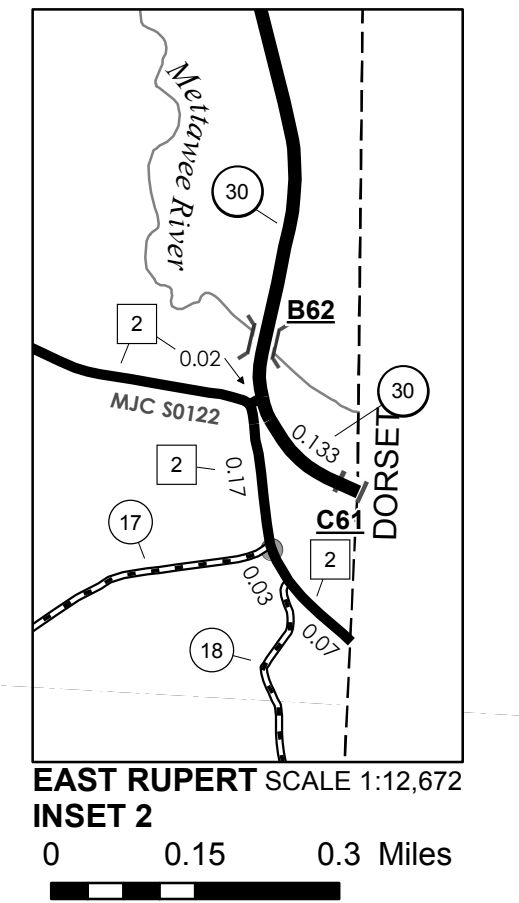 Mettawee River
30
B62
2
0.02
30
MJC S0122
0.133
DORSET
2
0.17
C61
17
2
0.03
0.07
18
EAST RUPERT SCALE 1:12,672
INSET 2
0 0.15 0.3 Miles